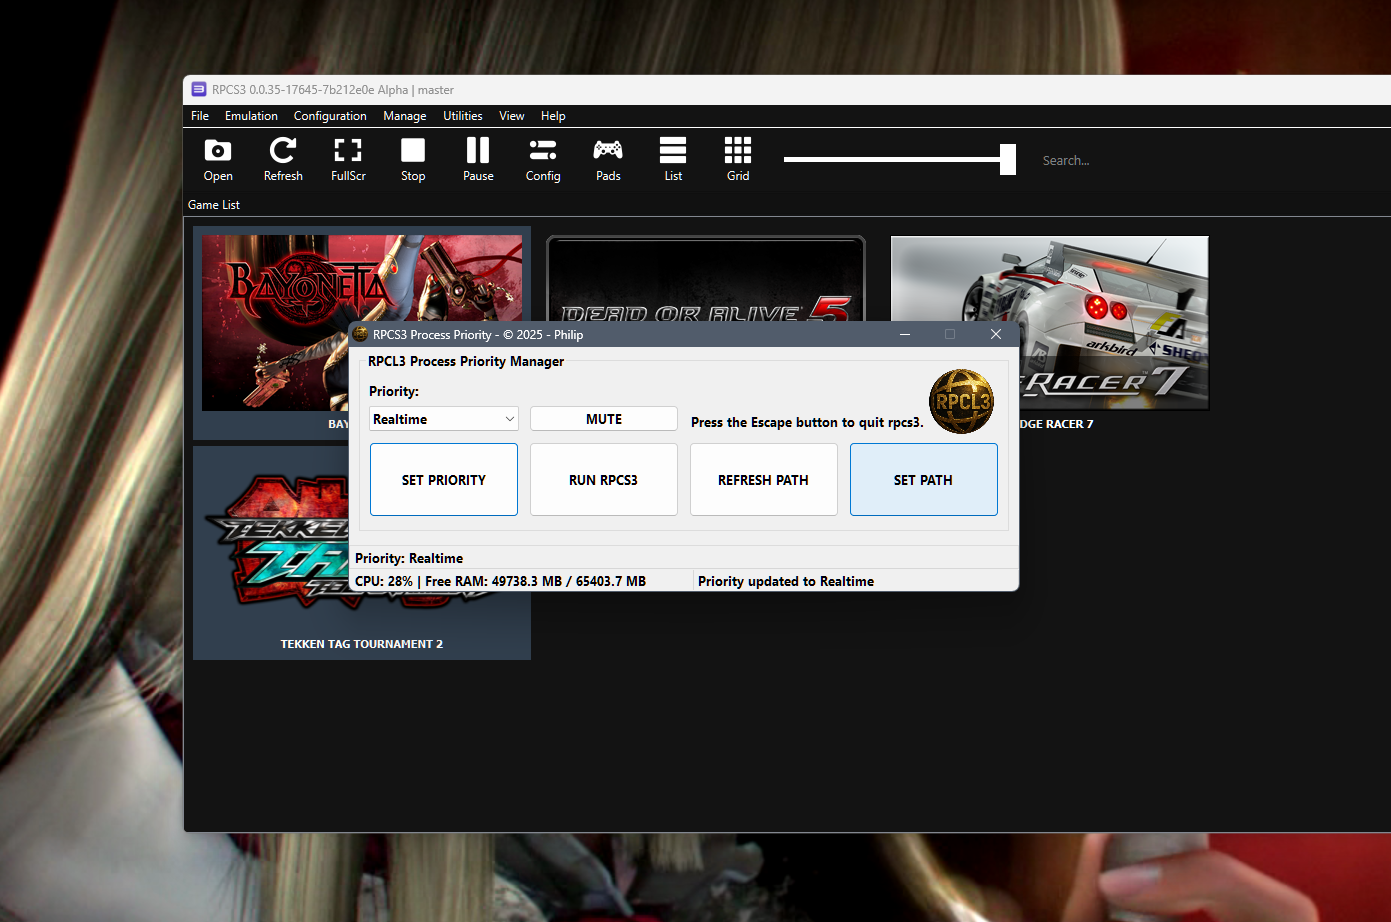 RPCS3 0.0.35-17645-7b212e0e Alpha | master
File Emulation Configuration Manage Utilities View Help
Open Refresh FullScr Stop Pause Config Pads List Grid Search...
Game List
BAYONETTA
DEAD OR ALIVE 5
arkbird
RACER 7
BAY
DGE RACER 7
RPCS3 Process Priority - © 2025 - Philip
RPCL3 Process Priority Manager
Priority:
Realtime MUTE Press the Escape button to quit rpcs3. RPCL3
SET PRIORITY RUN RPCS3 REFRESH PATH SET PATH
Priority: Realtime
CPU: 28% | Free RAM: 49738.3 MB / 65403.7 MB Priority updated to Realtime
TEKKEN TAG TOURNAMENT 2